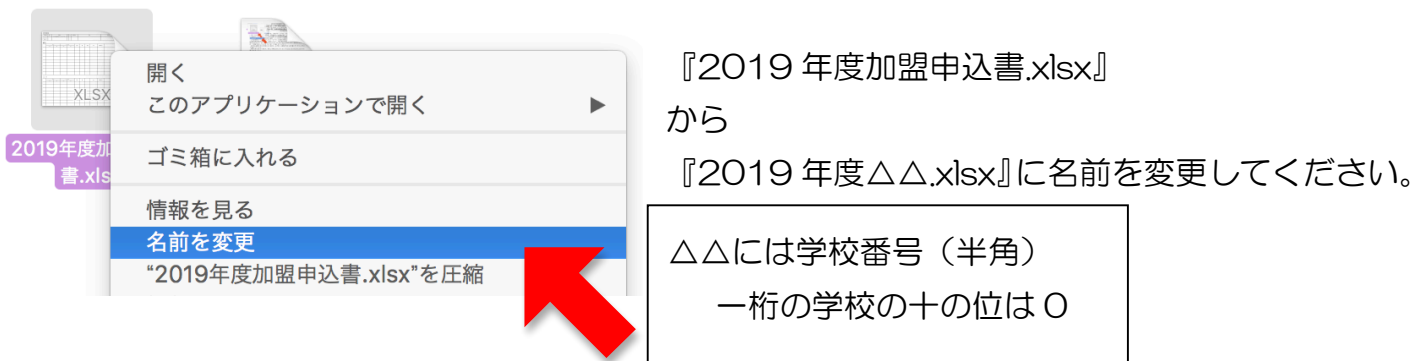 XLSX
2019年度加
書.xls
開く
このアプリケーションで開く
ゴミ箱に入れる
情報を見る
名前を変更
“2019年度加盟申込書.xlsx”を圧縮
『2019 年度加盟申込書.xlsx』
から
『2019 年度△△.xlsx』に名前を変更してください。
△△には学校番号（半角）
一桁の学校の十の位は 0